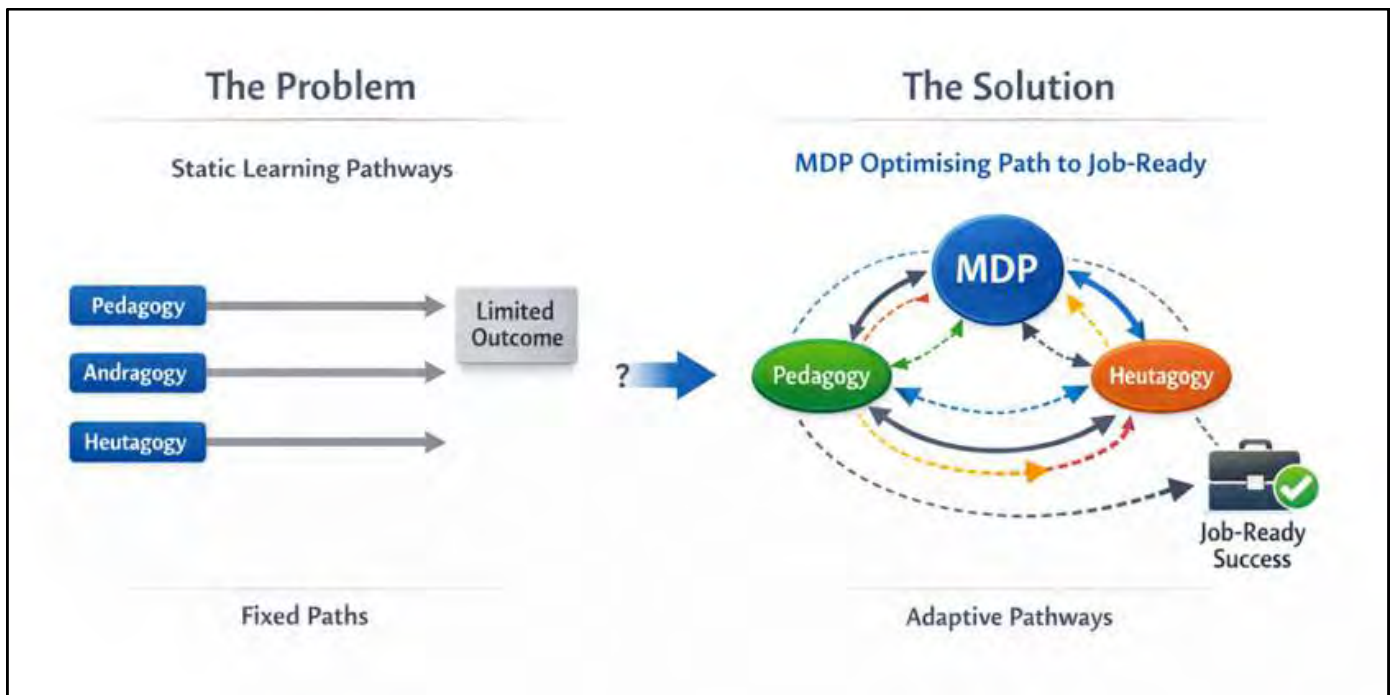 The Problem
Static Learning Pathways
Pedagogy
Andragogy
Heutagogy
Limited
Outcome
Fixed Paths
?
The Solution
MDP Optimising Path to Job-Ready
MDP
Pedagogy
Heutagogy
Job-Ready
Success
Adaptive Pathways